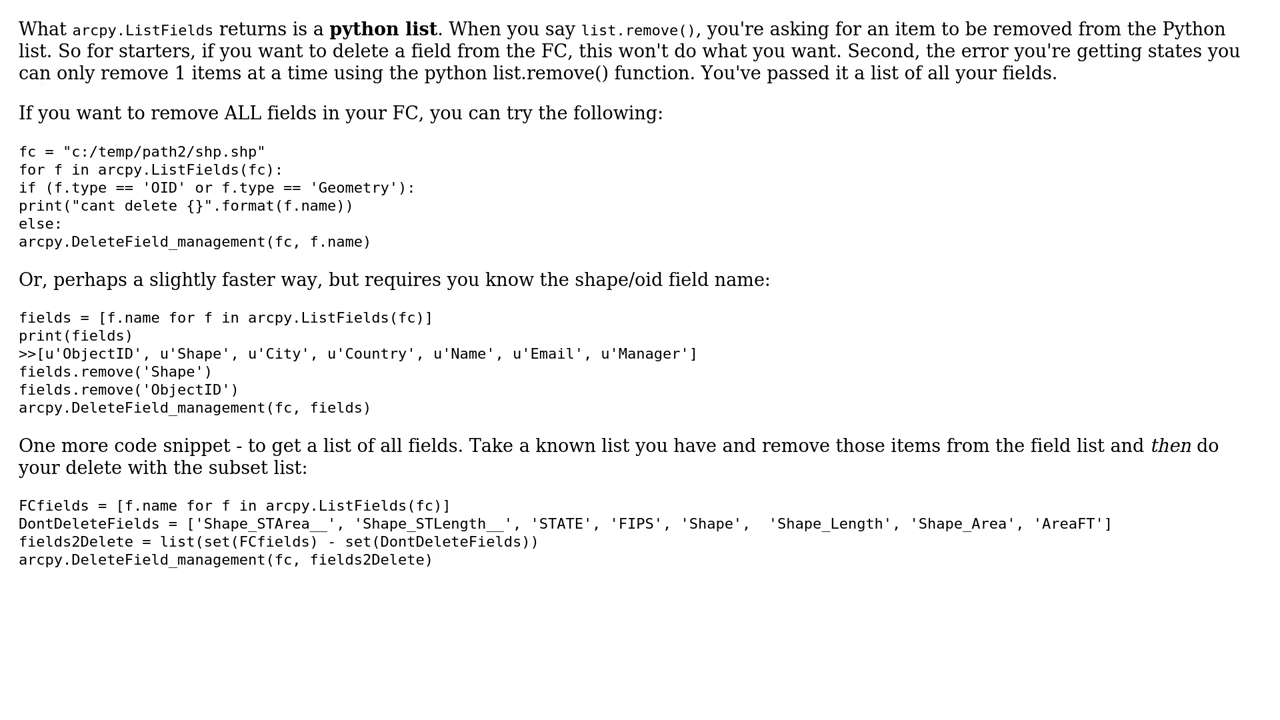 What arcpy.ListFields returns is a python list. When you say list.remove(), you're asking for an item to be removed from the Python
list. So for starters, if you want to delete a field from the FC, this won't do what you want. Second, the error you're getting states you
can only remove 1 items at a time using the python list.remove() function. You've passed it a list of all your fields.
If you want to remove ALL fields in your FC, you can try the following:
fc = "c:/temp/path2/shp.shp"
for f in arcpy.ListFields(fc):
if (f.type == 'OID' or f.type == 'Geometry'):
print("cant delete {}".format(f.name))
else:
arcpy.DeleteField_management(fc, f.name)
Or, perhaps a slightly faster way, but requires you know the shape/oid field name:
fields = [f.name for f in arcpy.ListFields(fc)]
print(fields)
>>[u'ObjectID', u'Shape', u'City', u'Country', u'Name', u'Email', u'Manager']
fields.remove('Shape')
fields.remove('ObjectID')
arcpy.DeleteField_management(fc, fields)
One more code snippet - to get a list of all fields. Take a known list you have and remove those items from the field list and then do
your delete with the subset list:
FCfields = [f.name for f in arcpy.ListFields(fc)]
DontDeleteFields = ['Shape_STArea__', 'Shape_STLength__', 'STATE', 'FIPS', 'Shape',  'Shape_Length', 'Shape_Area', 'AreaFT']
fields2Delete = list(set(FCfields) - set(DontDeleteFields))
arcpy.DeleteField_management(fc, fields2Delete)